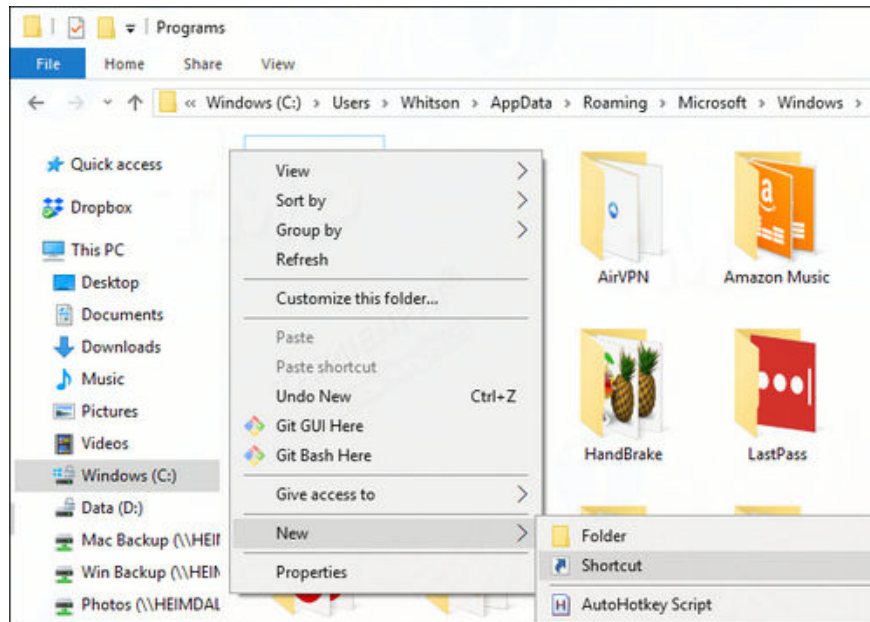 Programs
File Home Share View
« Windows (C:) > Users > Whitson > AppData > Roaming > Microsoft > Windows >
Quick access
Dropbox
This PC
Desktop
Documents
Downloads
Music
Pictures
Videos
Windows (C:)
Data (D:)
Mac Backup (\\HEI
Win Backup (\\HEIN
Photos (\\HEIMDAL
View
Sort by
Group by
Refresh
Customize this folder...
Paste
Paste shortcut
Undo New Ctrl+Z
Git GUI Here
Git Bash Here
Give access to
New
Properties
Folder
Shortcut
AutoHotkey Script
AirVPN
Amazon Music
HandBrake
LastPass